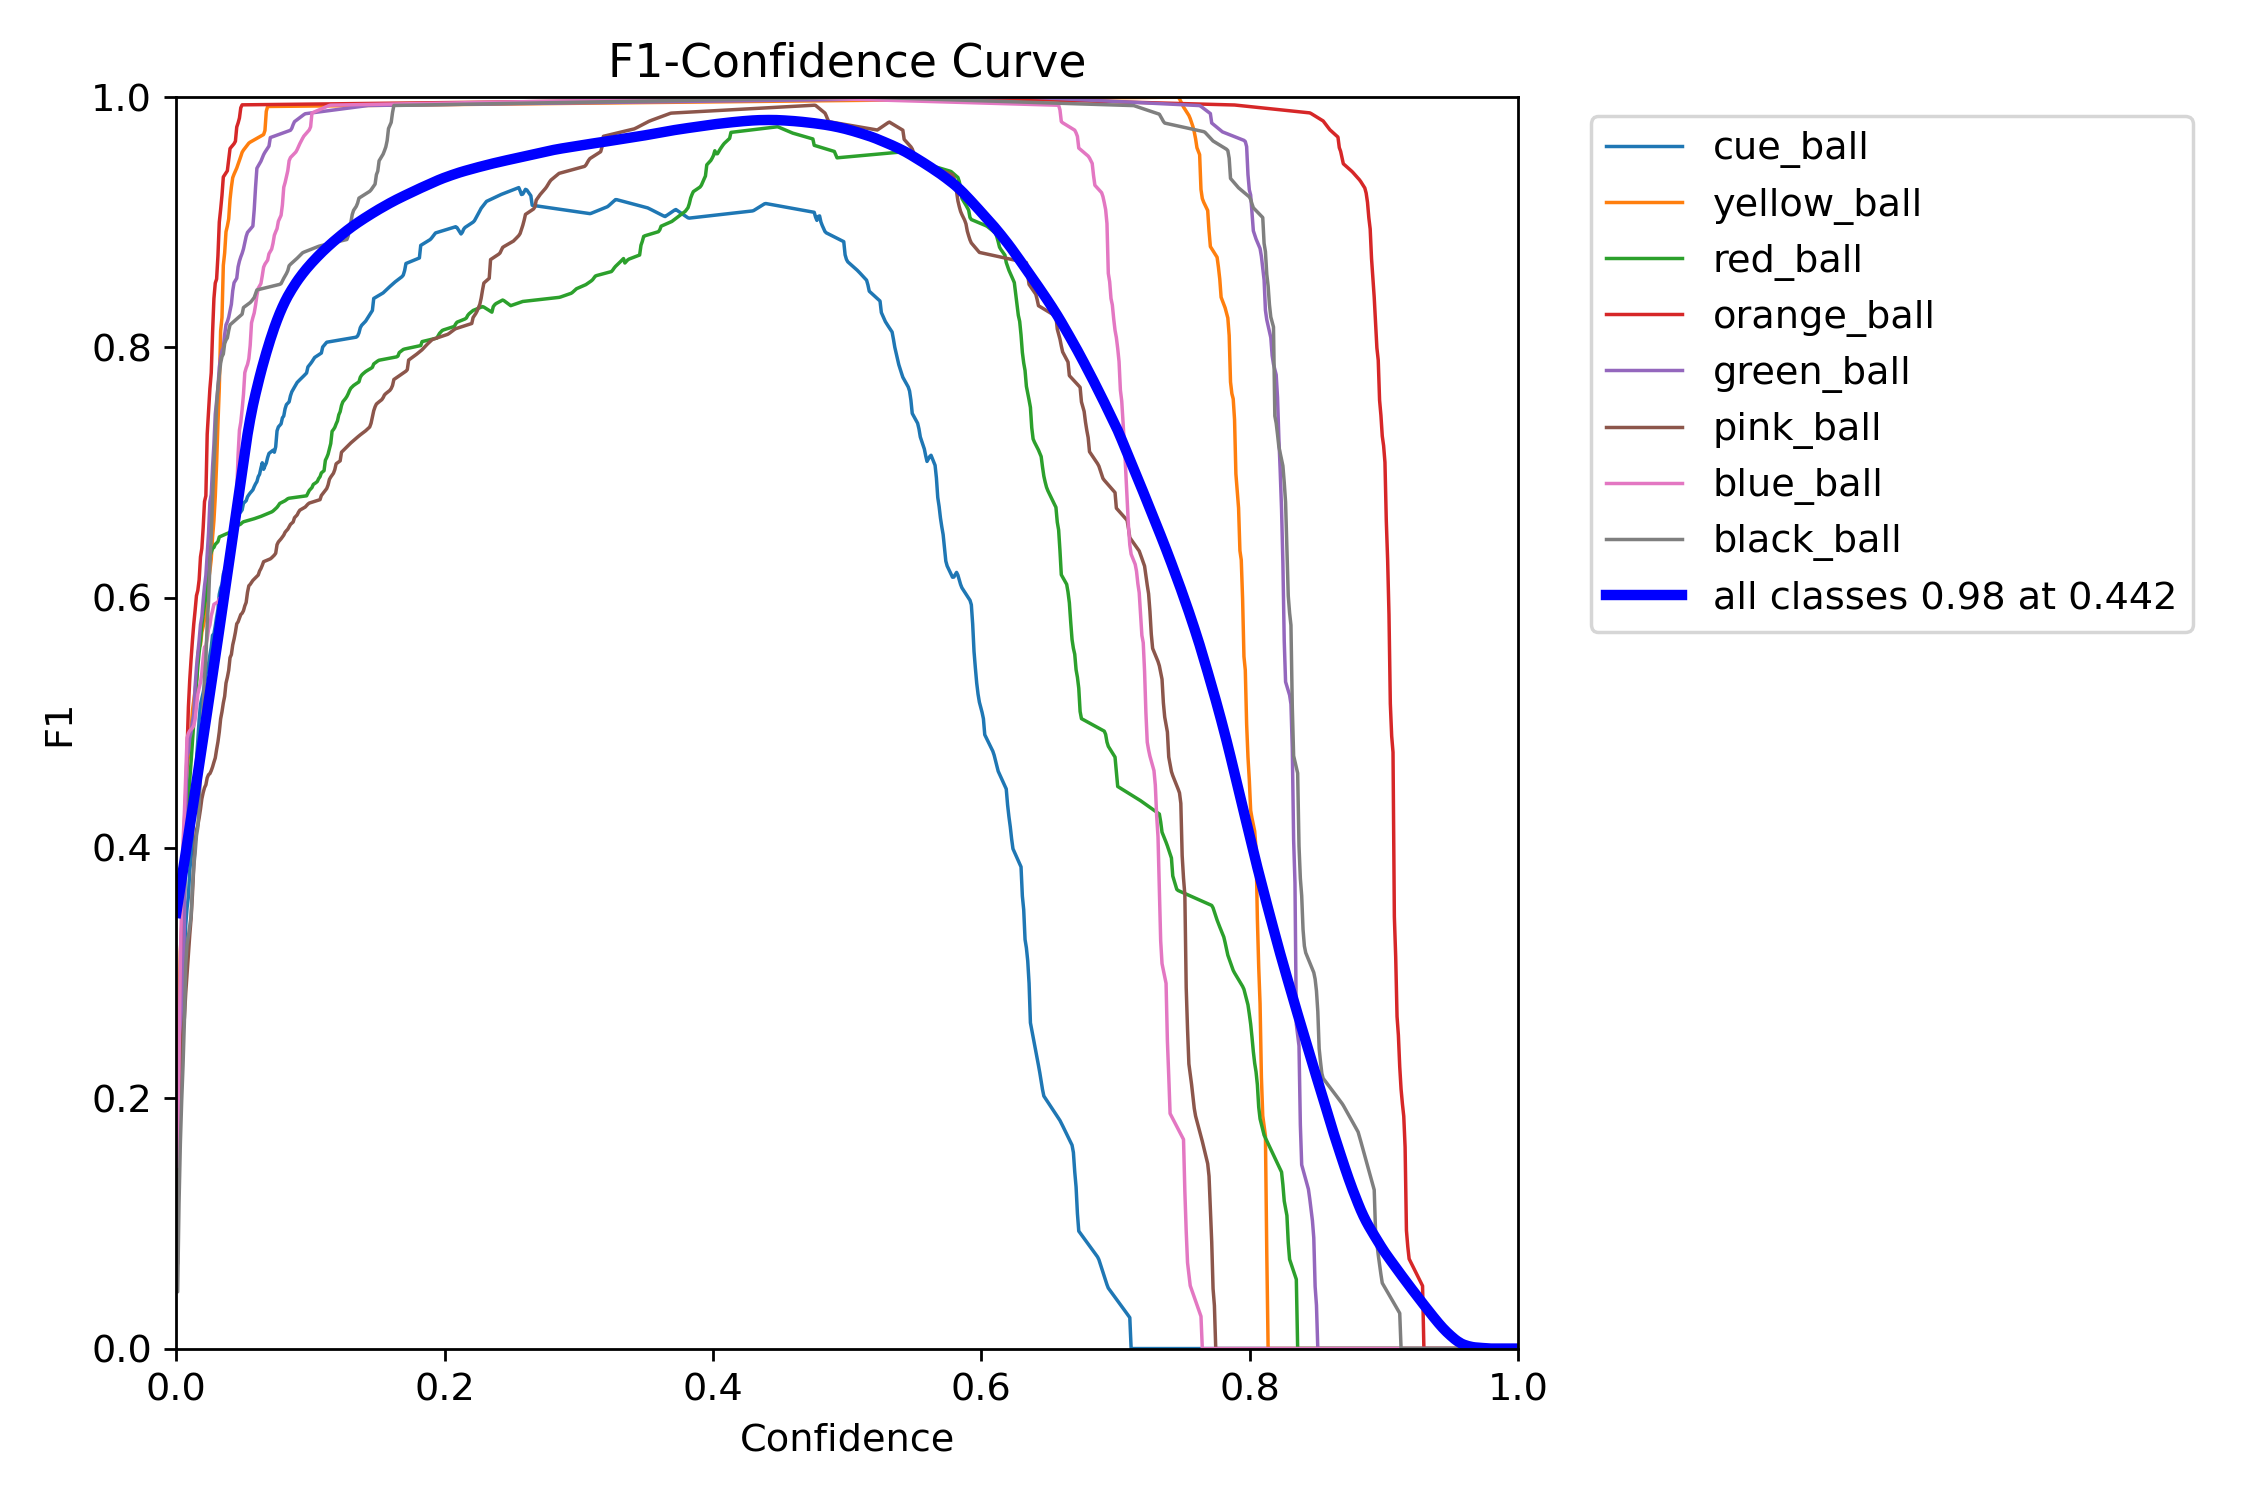 F1-Confidence Curve
1.0
0.8
0.6
0.4
0.2
0.0
F1
0.0 0.2 0.4 0.6 0.8 1.0
Confidence
cue_ball
yellow_ball
red_ball
orange_ball
green_ball
pink_ball
blue_ball
black_ball
all classes 0.98 at 0.442